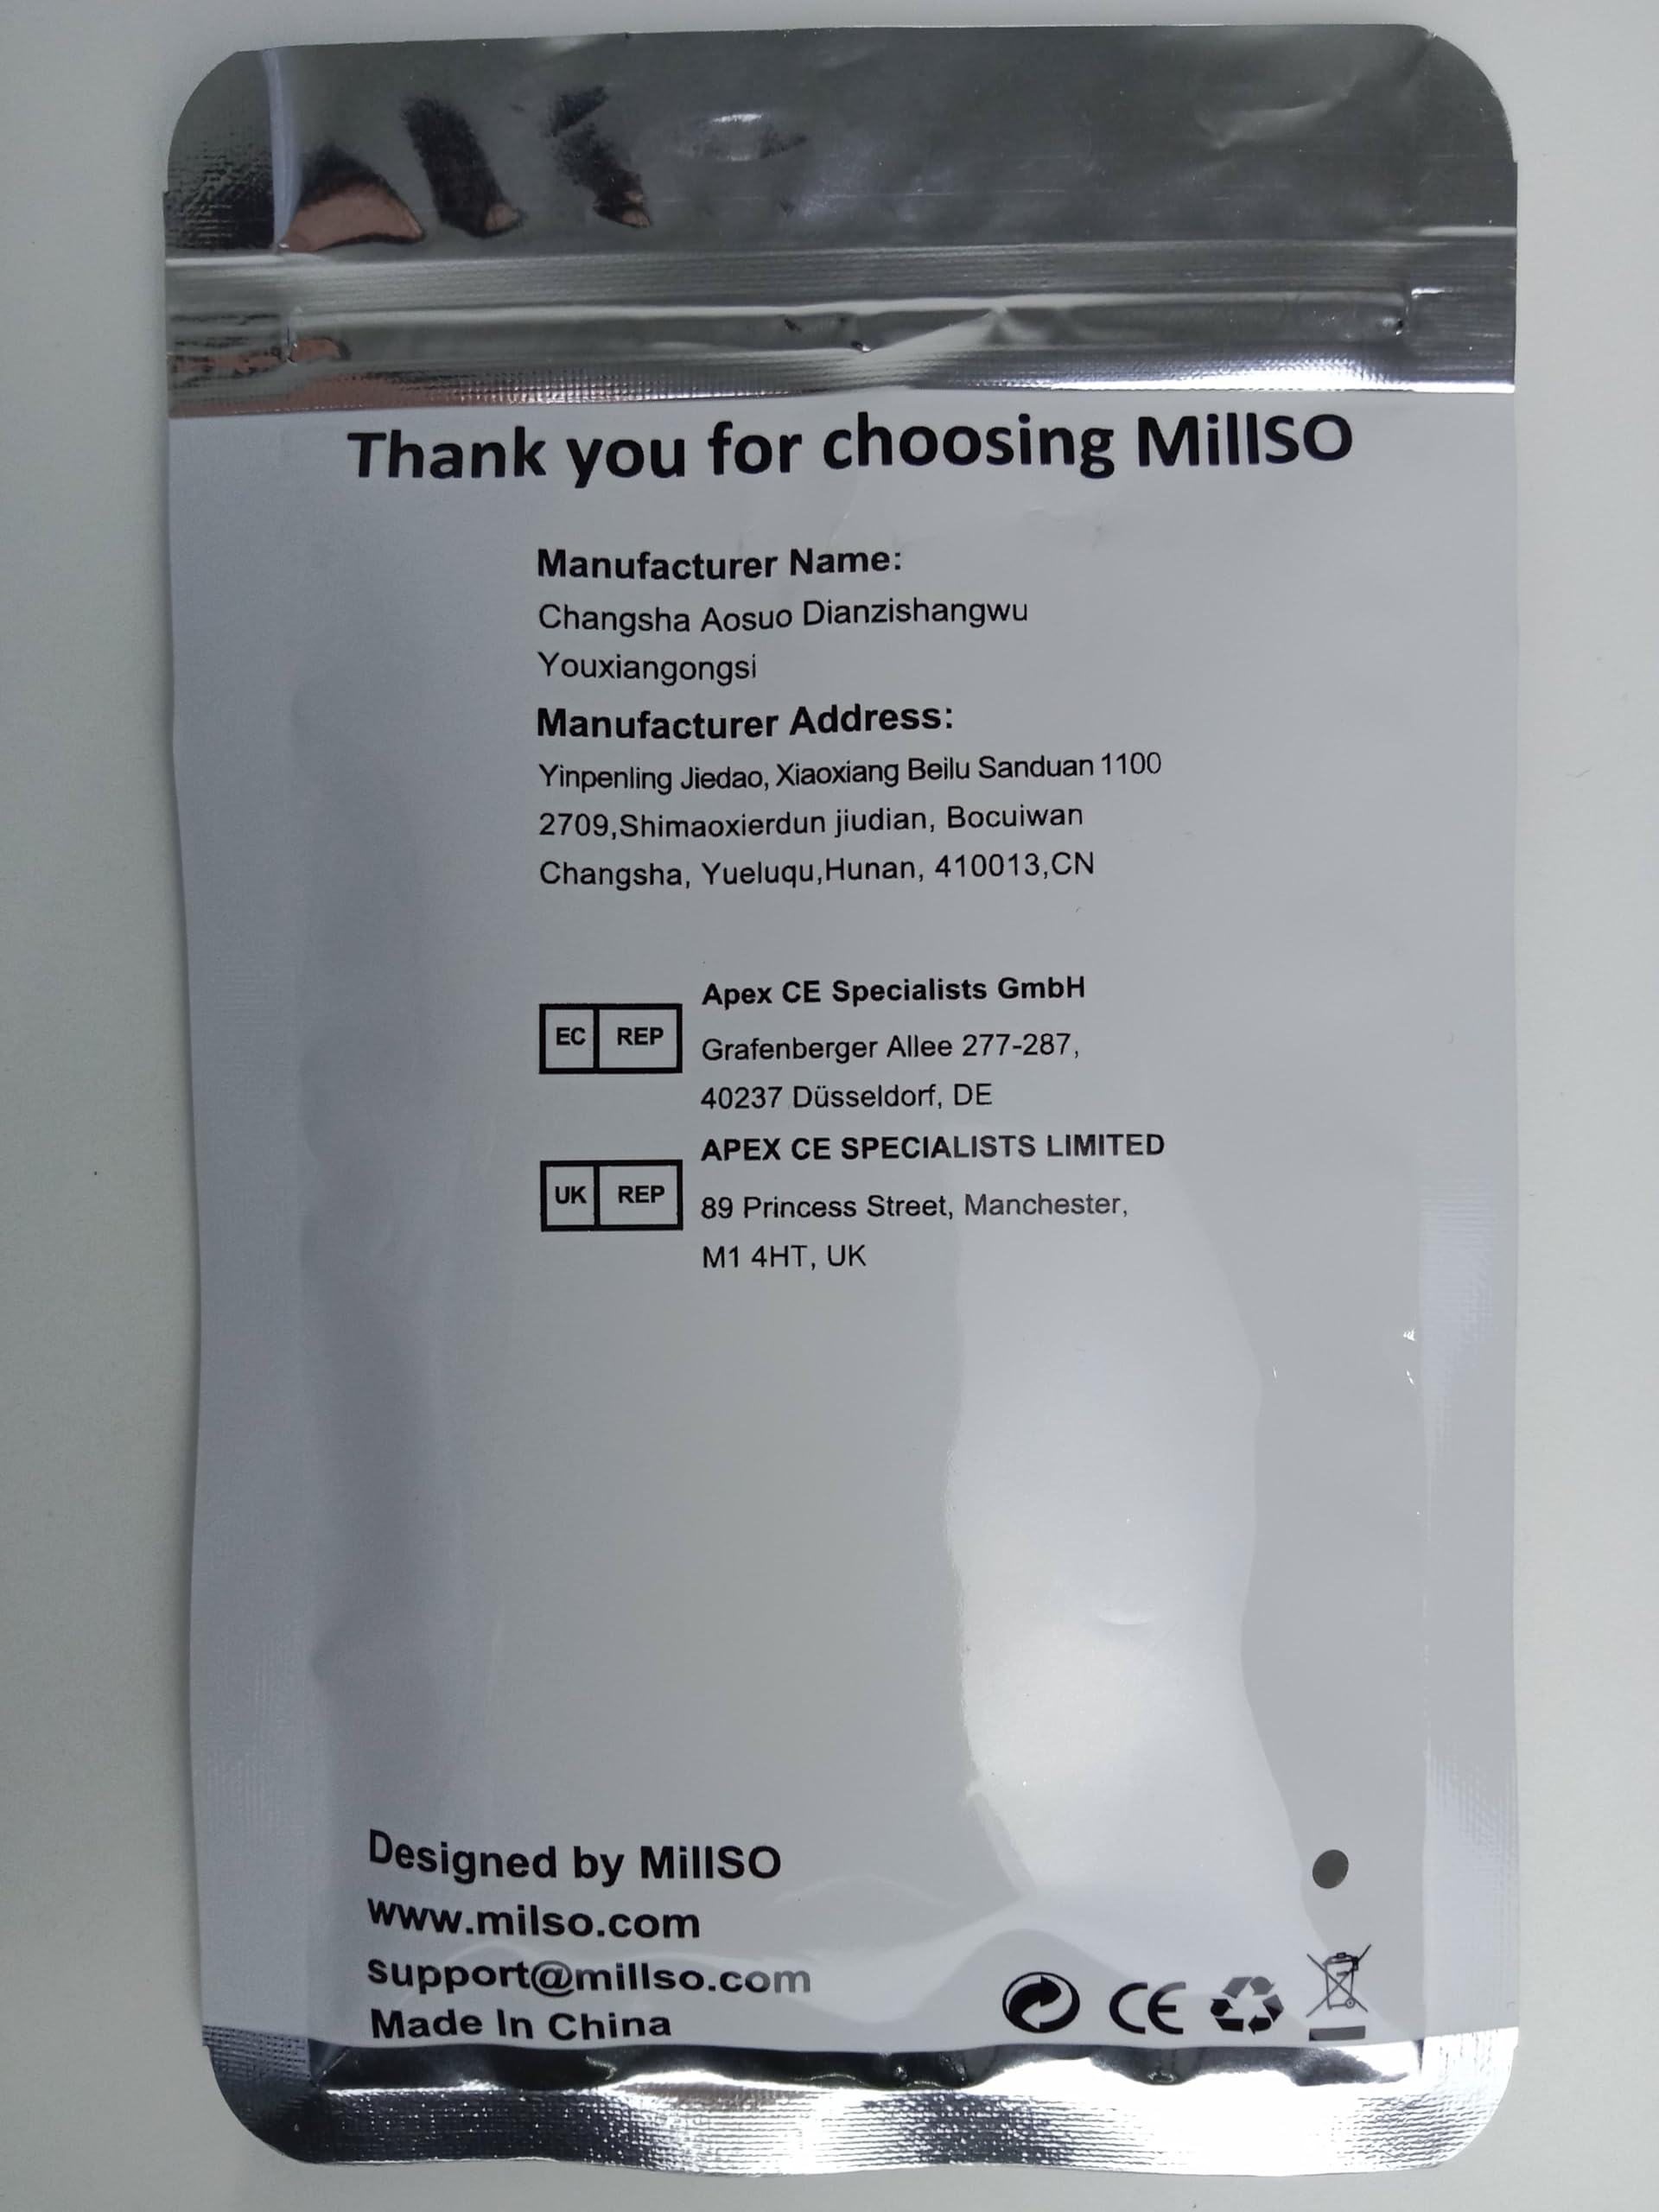 Thank you for choosing MillSO
Manufacturer Name:
Changsha Aosuo Dianzishangwu
Youxiangongsi
Manufacturer Address:
Yinpenling Jiedao, Xiaoxiang Beilu Sanduan 1100
2709,Shimaoxierdun jiudian, Bocuiwan
Changsha, Yueluqu,Hunan, 410013,CN
EC REP
Apex CE Specialists GmbH
Grafenberger Allee 277-287,
40237 Düsseldorf, DE
UK REP
APEX CE SPECIALISTS LIMITED
89 Princess Street, Manchester,
M1 4HT, UK
Designed by MillSO
www.milso.com
support@millso.com
Made In China
CE